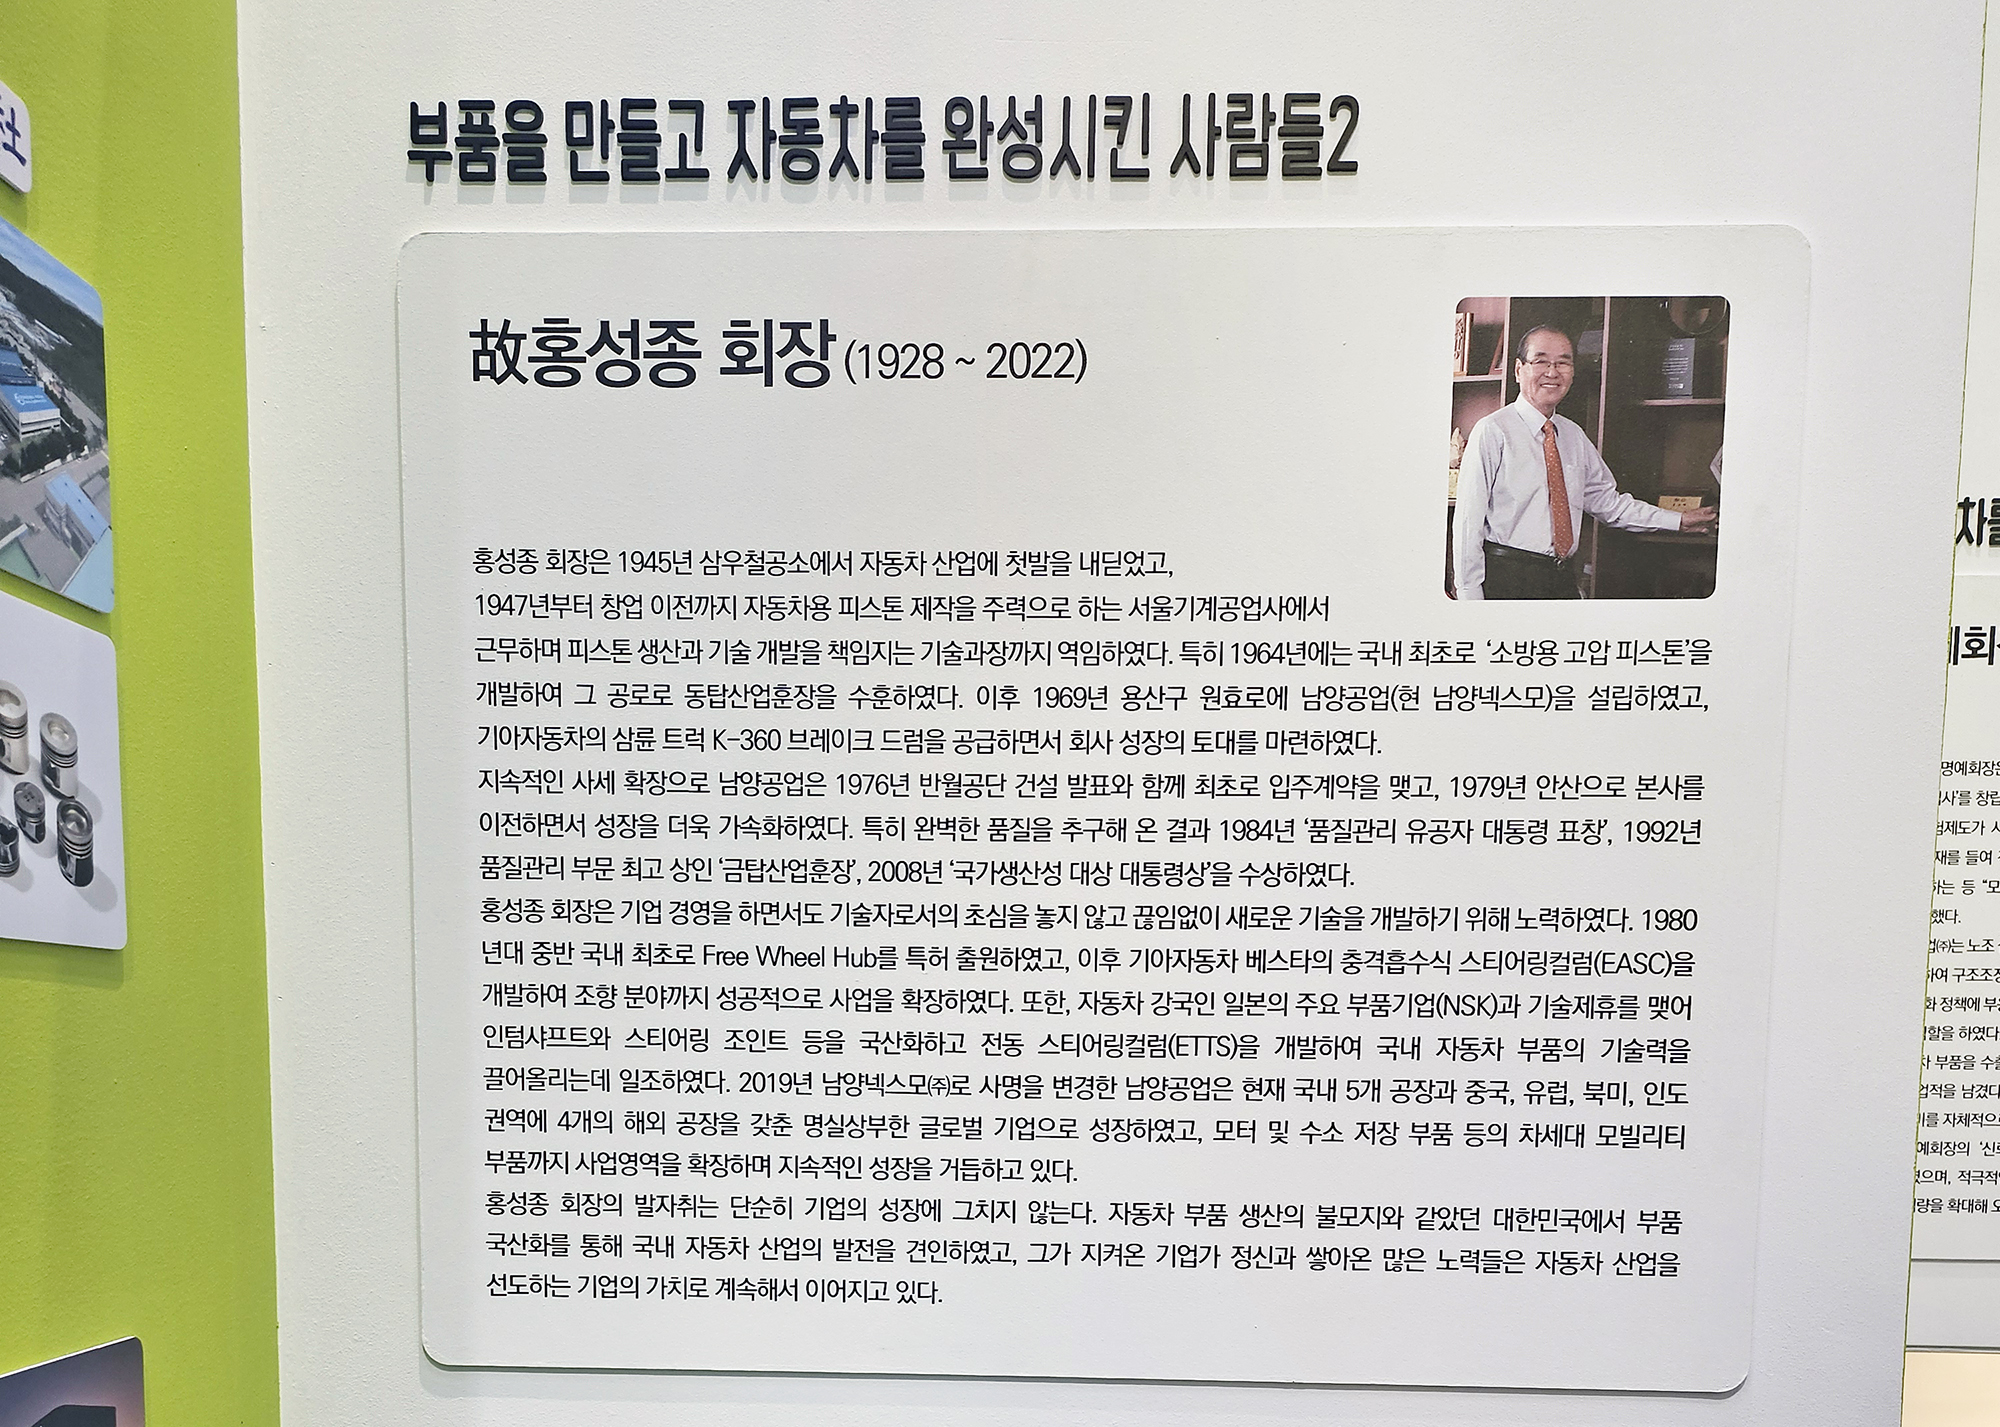 부품을 만들고 자동차를 완성시킨 사람들2
故홍성종 회장 (1928 ~ 2022)
홍성종 회장은 1945년 삼우철공소에서 자동차 산업에 첫발을 내딛었고,
1947년부터 창업 이전까지 자동차용 피스톤 제작을 주력으로 하는 서울기계공업사에서
근무하며 피스톤 생산과 기술 개발을 책임지는 기술과장까지 역임하였다. 특히 1964년에는 국내 최초로 ‘소방용 고압 피스톤’을
개발하여 그 공로로 동탑산업훈장을 수훈하였다. 이후 1969년 용산구 원효로에 남양공업(현 남양넥스모)을 설립하였고,
기아자동차의 삼륜 트럭 K-360 브레이크 드럼을 공급하면서 회사 성장의 토대를 마련하였다.
지속적인 사세 확장으로 남양공업은 1976년 반월공단 건설 발표와 함께 최초로 입주계약을 맺고, 1979년 안산으로 본사를
이전하면서 성장을 더욱 가속화하였다. 특히 완벽한 품질을 추구해 온 결과 1984년 ‘품질관리 유공자 대통령 표창’, 1992년
품질관리 부문 최고 상인 ‘금탑산업훈장’, 2008년 ‘국가생산성 대상 대통령상’을 수상하였다.
홍성종 회장은 기업 경영을 하면서도 기술자로서의 초심을 놓지 않고 끊임없이 새로운 기술을 개발하기 위해 노력하였다. 1980
년대 중반 국내 최초로 Free Wheel Hub를 특허 출원하였고, 이후 기아자동차 베스타의 충격흡수식 스티어링컬럼(EASC)을
개발하여 조향 분야까지 성공적으로 사업을 확장하였다. 또한, 자동차 강국인 일본의 주요 부품기업(NSK)과 기술제휴를 맺어
인텀샤프트와 스티어링 조인트 등을 국산화하고 전동 스티어링컬럼(ETTS)을 개발하여 국내 자동차 부품의 기술력을
끌어올리는데 일조하였다. 2019년 남양넥스모㈜로 사명을 변경한 남양공업은 현재 국내 5개 공장과 중국, 유럽, 북미, 인도
권역에 4개의 해외 공장을 갖춘 명실상부한 글로벌 기업으로 성장하였고, 모터 및 수소 저장 부품 등의 차세대 모빌리티
부품까지 사업영역을 확장하며 지속적인 성장을 거듭하고 있다.
홍성종 회장의 발자취는 단순히 기업의 성장에 그치지 않는다. 자동차 부품 생산의 불모지와 같았던 대한민국에서 부품
국산화를 통해 국내 자동차 산업의 발전을 견인하였고, 그가 지켜온 기업가 정신과 쌓아온 많은 노력들은 자동차 산업을
선도하는 기업의 가치로 계속해서 이어지고 있다.